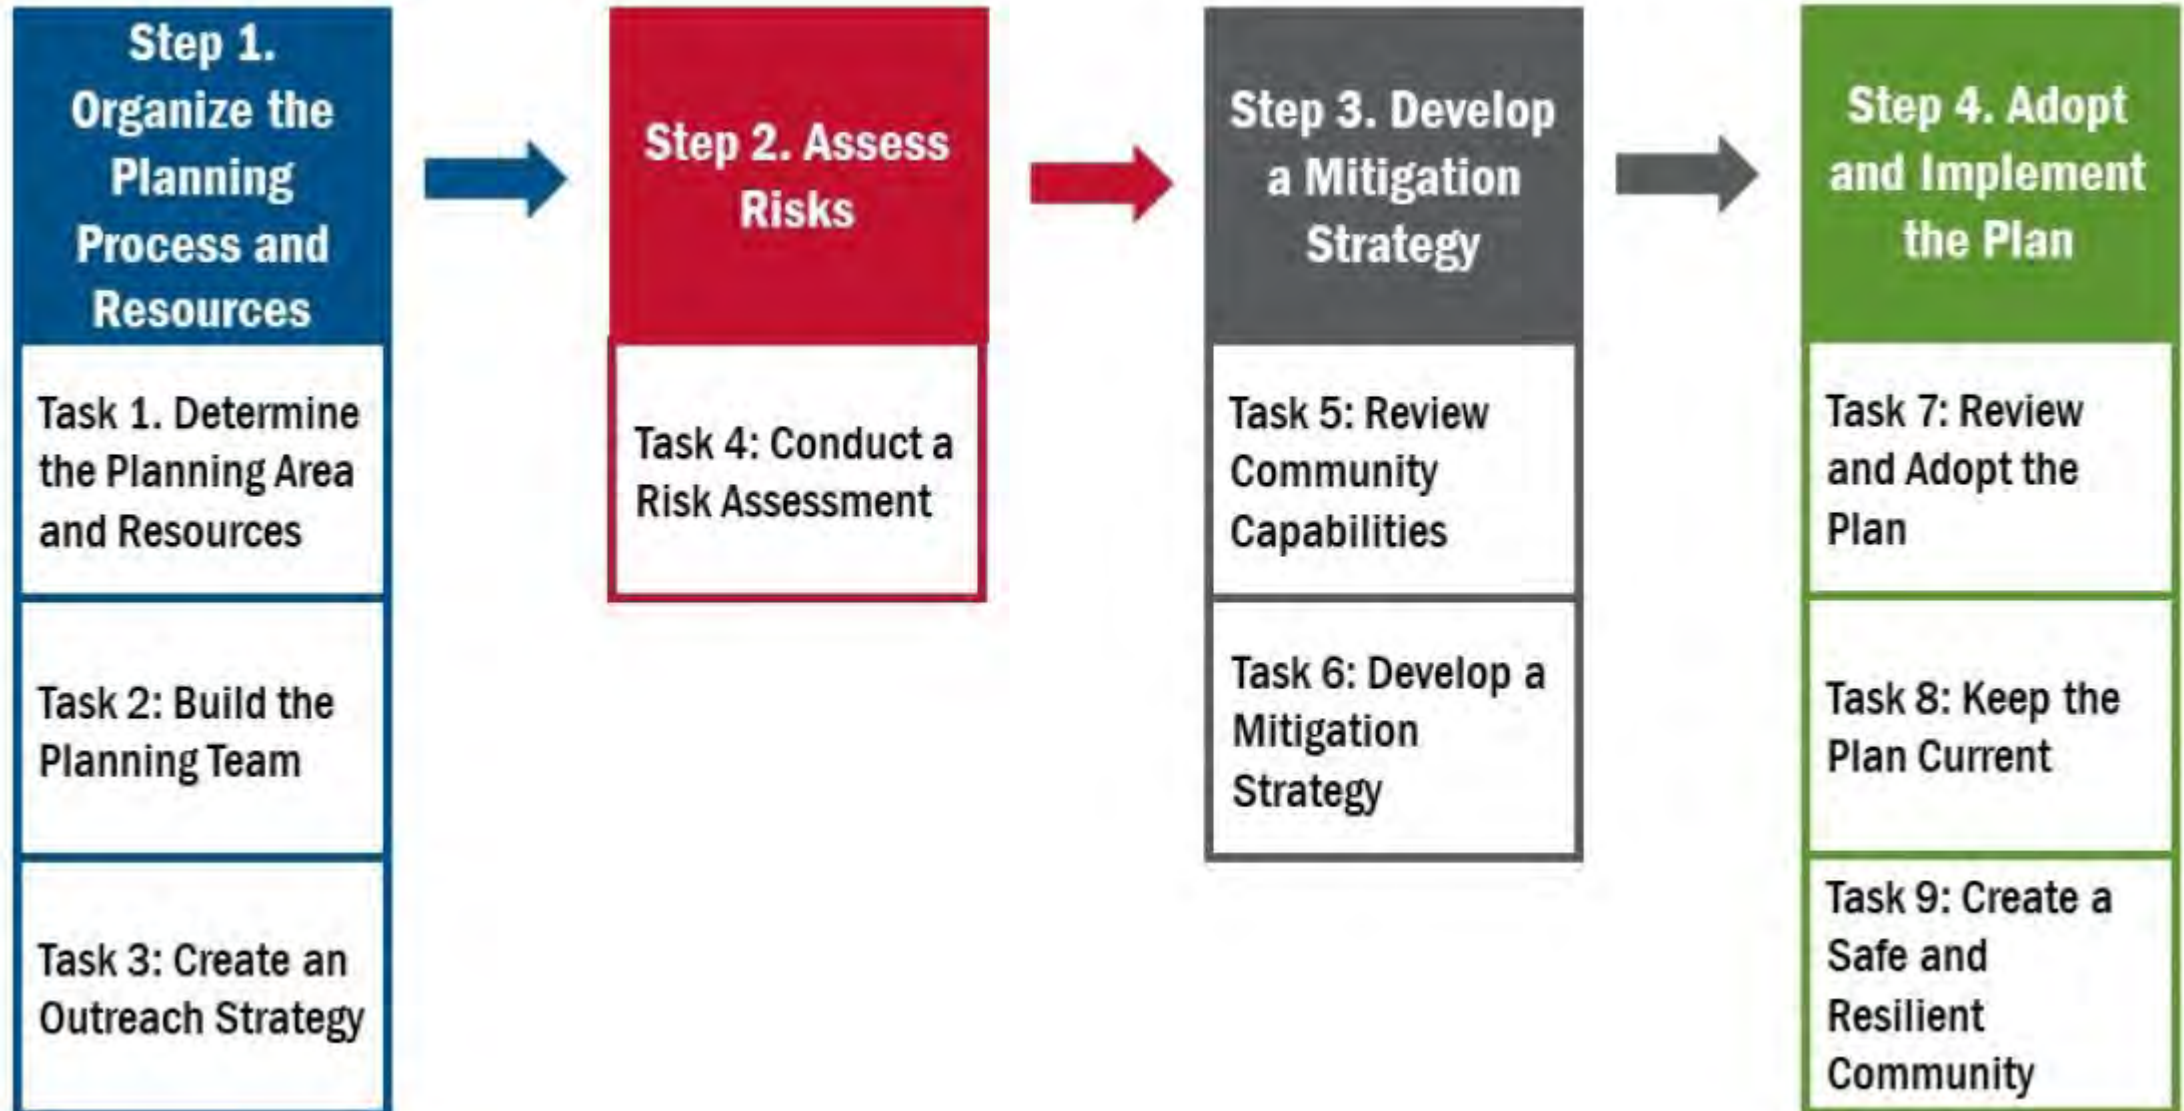 Step 1.
Organize the
Planning
Process and
Resources
Task 1. Determine
the Planning Area
and Resources
Task 2: Build the
Planning Team
Task 3: Create an
Outreach Strategy
Step 2. Assess
Risks
Task 4: Conduct a
Risk Assessment
Step 3. Develop
a Mitigation
Strategy
Task 5: Review
Community
Capabilities
Task 6: Develop a
Mitigation
Strategy
Step 4. Adopt
and Implement
the Plan
Task 7: Review
and Adopt the
Plan
Task 8: Keep the
Plan Current
Task 9: Create a
Safe and
Resilient
Community